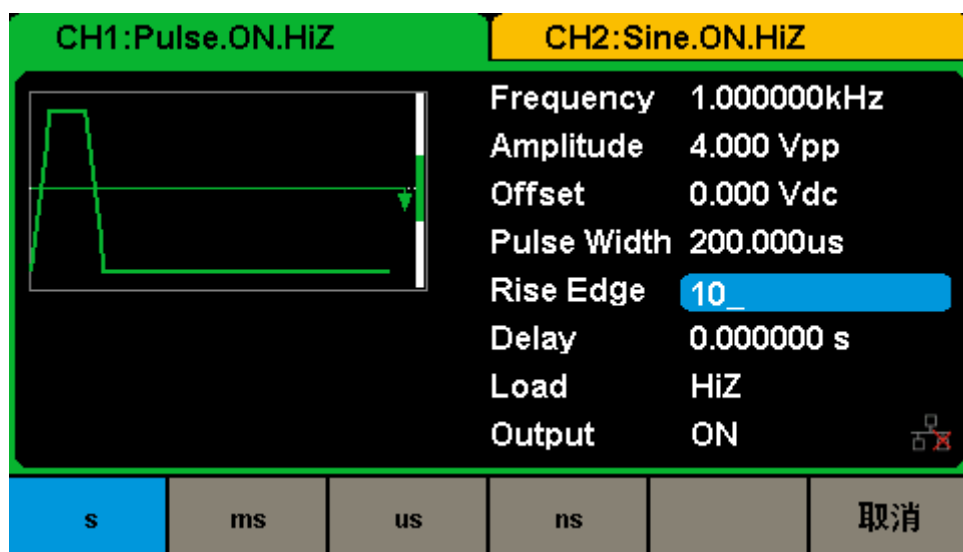 CH1:Pulse.ON.HiZ CH2:Sine.ON.HiZ
Frequency 1.000000kHz
Amplitude 4.000 Vpp
Offset 0.000 Vdc
Pulse Width 200.000us
Rise Edge 10_
Delay 0.000000 s
Load HiZ
Output ON
s ms us ns 取消